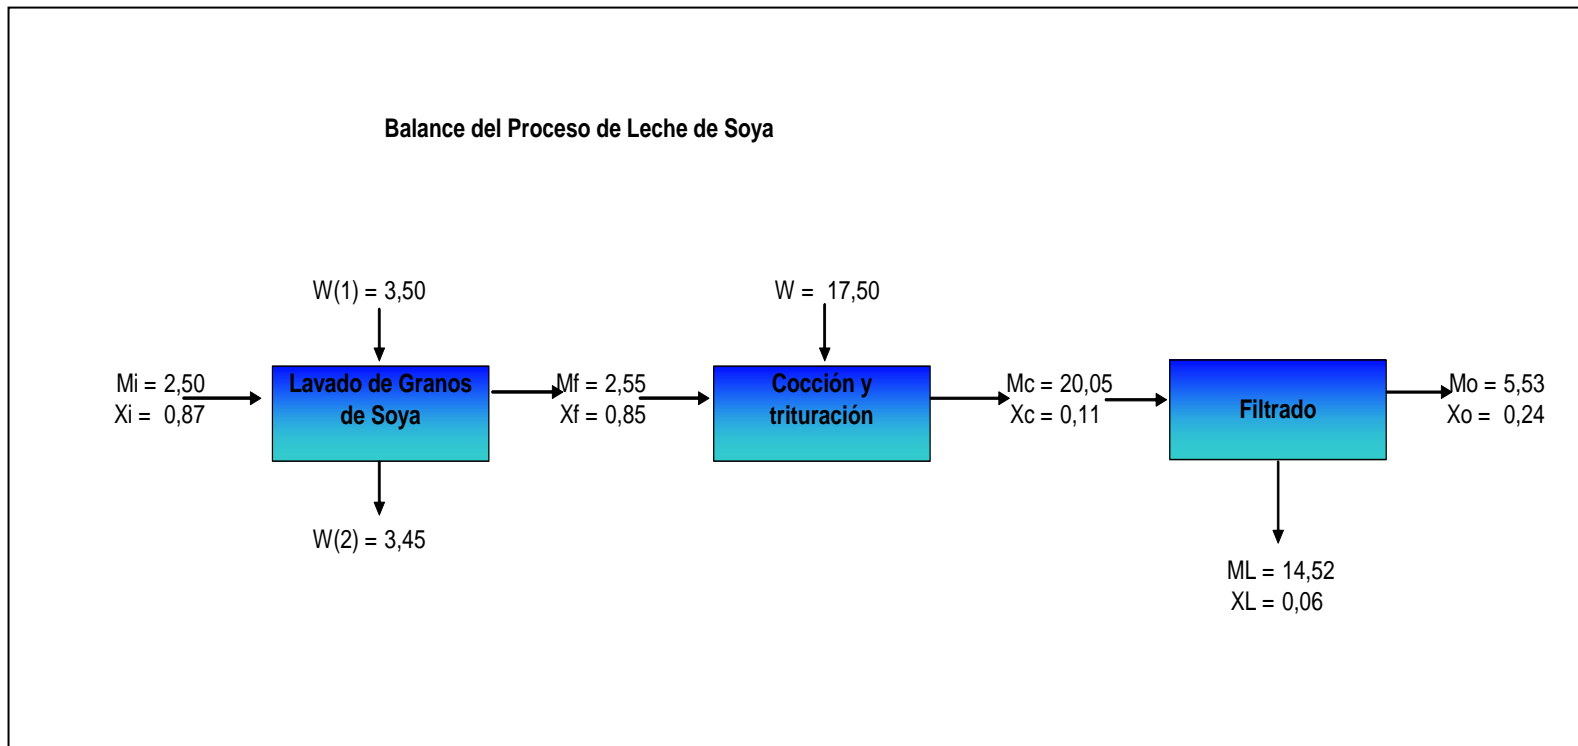 Balance del Proceso de Leche de Soya
W(1) = 3,50
W = 17,50
Mi = 2,50
Xi = 0,87
Lavado de Granos
de Soya
Mf = 2,55
Xf = 0,85
Cocción y
trituración
Mc = 20,05
Xc = 0,11
Filtrado
Mo = 5,53
Xo = 0,24
W(2) = 3,45
ML = 14,52
XL = 0,06